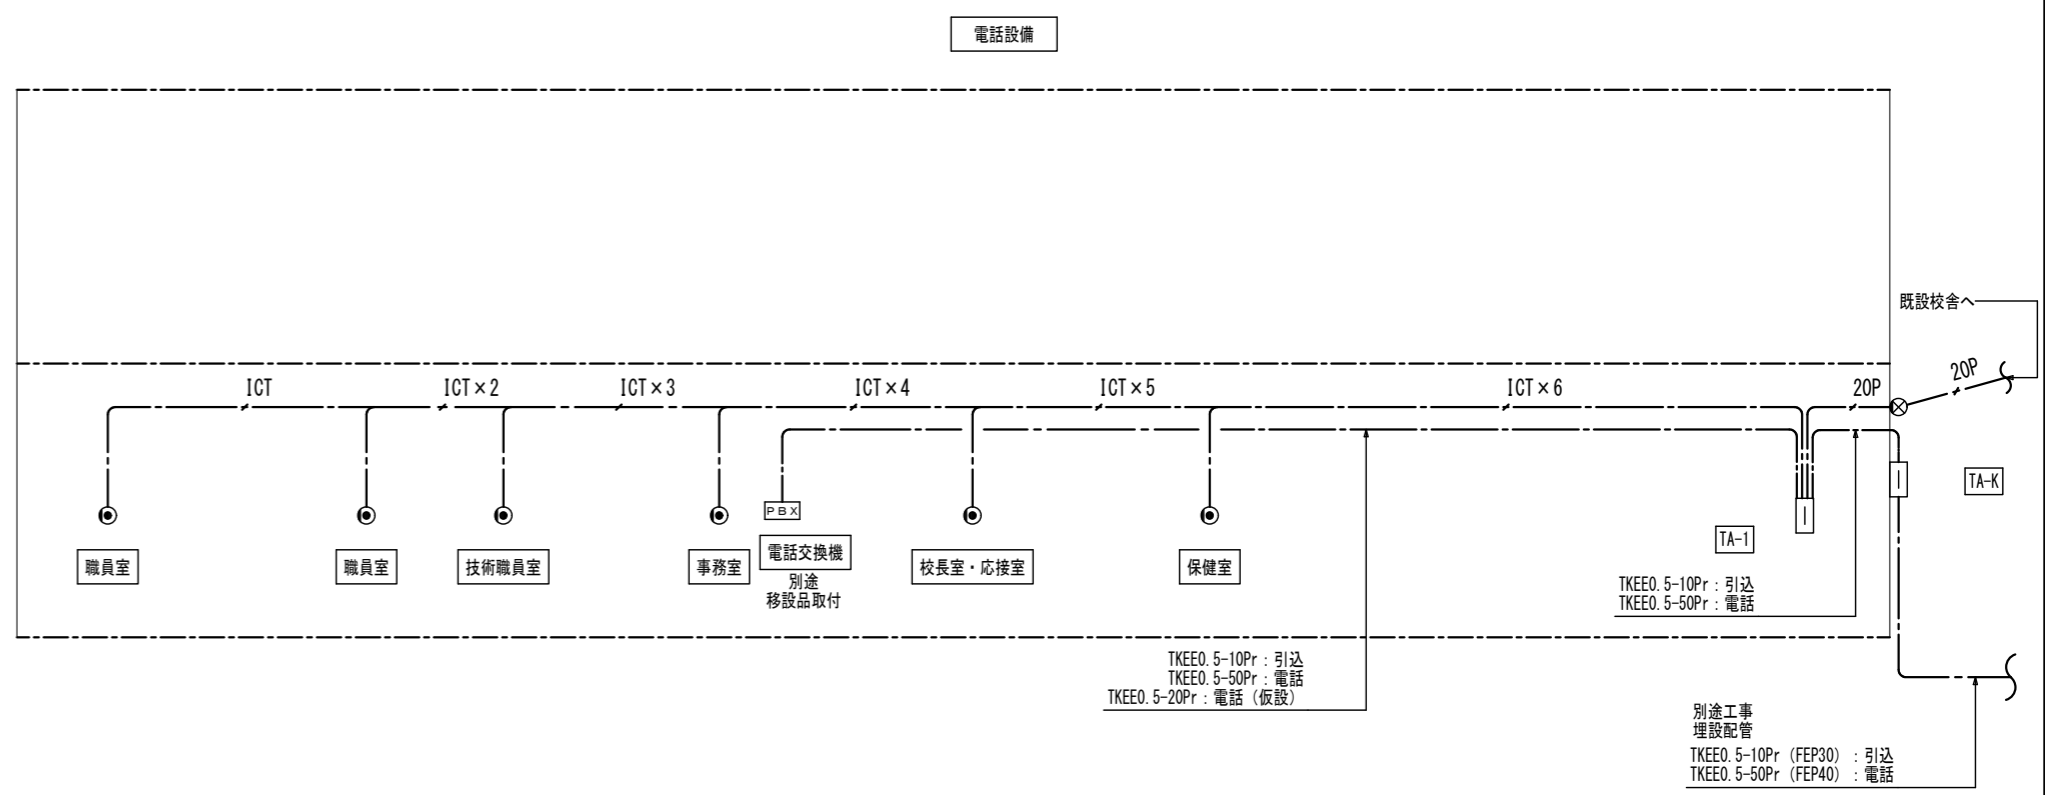 電話設備
既設校舎へ
ICT
ICT×2
ICT×3
ICT×4
ICT×5
ICT×6
20P
20P
PBX
TA-K
TA-1
職員室
職員室
技術職員室
事務室
電話交換機
別途
移設品取付
校長室・応接室
保健室
TKEE0.5-10Pr：引込
TKEE0.5-50Pr：電話
TKEE0.5-10Pr：引込
TKEE0.5-50Pr：電話
TKEE0.5-20Pr：電話（仮設）
別途工事
埋設配管
TKEE0.5-10Pr（FEP30）：引込
TKEE0.5-50Pr（FEP40）：電話